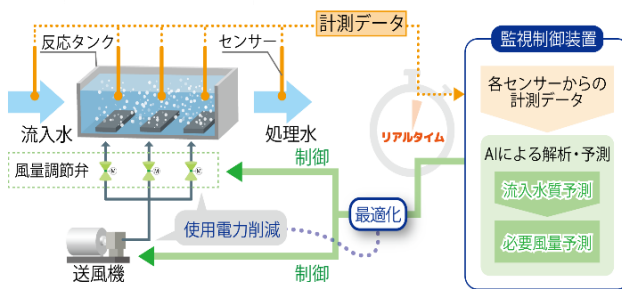 反応タンク
センサー
計測データ
監視制御装置
各センサーからの
計測データ
流入水
処理水
リアルタイム
AIによる解析・予測
流入水質予測
必要風量予測
風量調節弁
制御
最適化
使用電力削減
送風機
制御